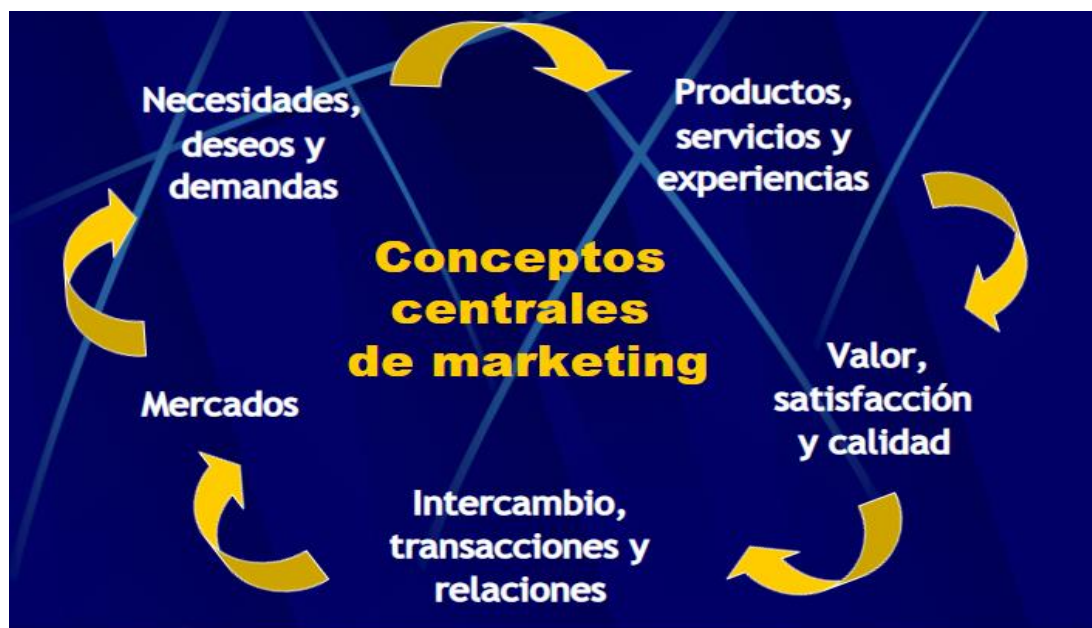 Necesidades,
deseos y
demandas
Productos,
servicios y
experiencias
Conceptos
centrales
de marketing
Valor,
satisfacción
y calidad
Mercados
Intercambio,
transacciones y
relaciones